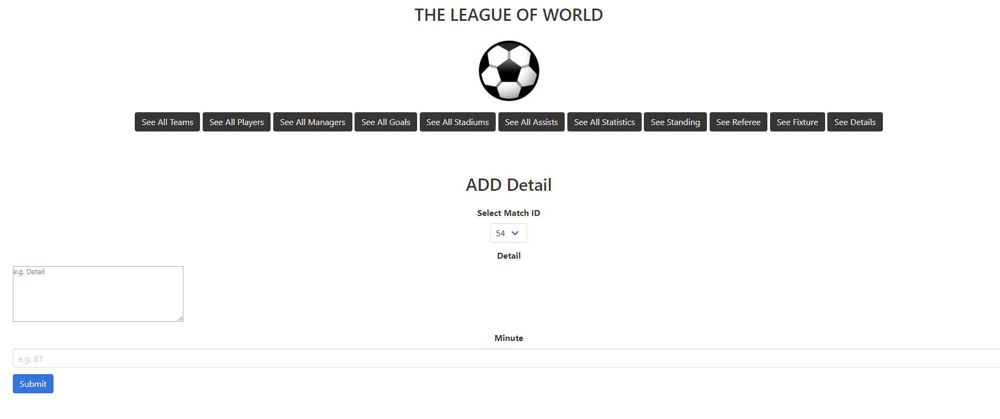 THE LEAGUE OF WORLD
See All Teams See All Players See All Managers See All Goals See All Stadiums See All Assists See All Statistics See Standing See Referee See Fixture See Details
ADD Detail
Select Match ID
54
Detail
e.g. Detail
Minute
e.g. 87
Submit